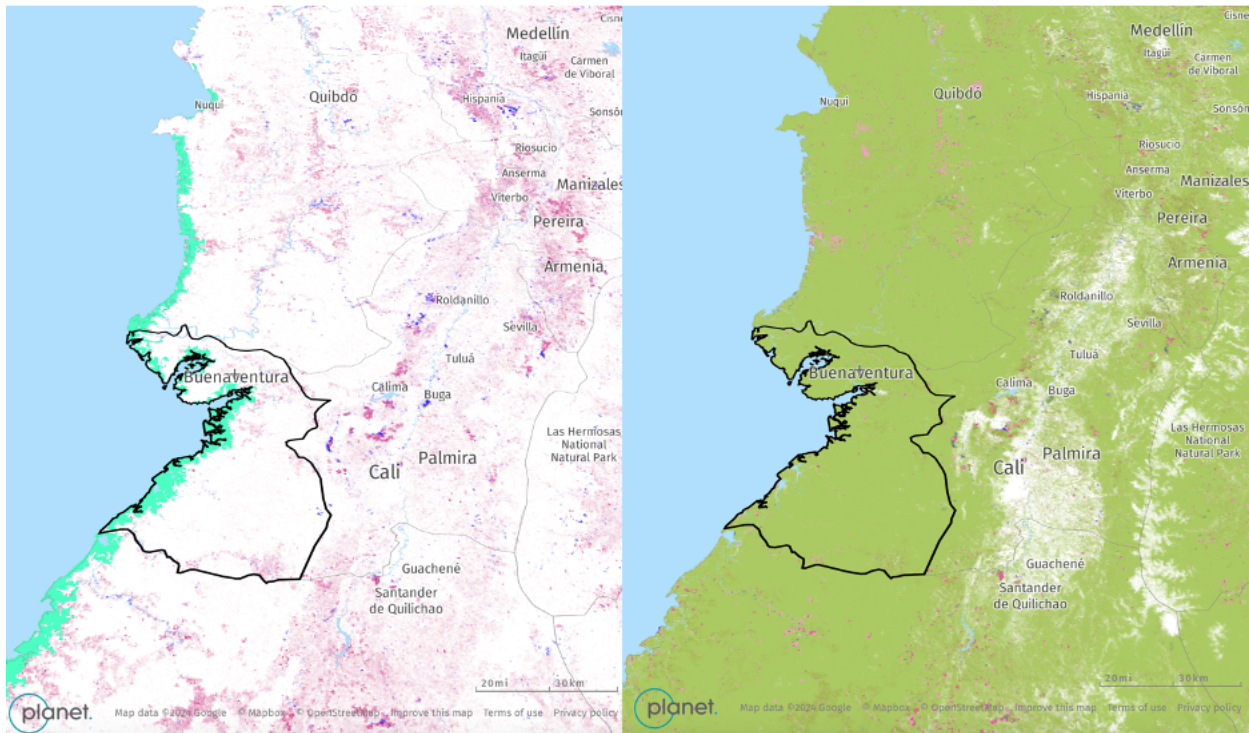 Medellín
Cisne
Itagüí
Carmen
de Viboral
Nuquí
Quibdó
Hispania
Sonsón
Riosucio
Anserma
Manizales
Viterbo
Pereira
Armenia
Roldanillo
Sevilla
Tuluá
Buenaventura
Calima
Buga
Las Hermosas
National
Natural Park
Cali
Palmira
Guachené
Santander
de Quilichao
20mi
30km
planet.
Map data ©2024 Google © Mapbox © OpenStreetMap Improve this map Terms of use Privacy policy
Cisne
Medellín
Itagüí
Carmen
de Viboral
Nuquí
Quibdó
Hispania
Sonsón
Riosucio
Anserma
Manizales
Viterbo
Pereira
Armenia
Roldanillo
Sevilla
Tuluá
Buenaventura
Calima
Buga
Las Hermosas
National
Natural Park
Cali
Palmira
Guachené
Santander
de Quilichao
20mi
30km
planet.
Map data ©2024 Google © Mapbox © OpenStreetMap Improve this map Terms of use Privacy policy